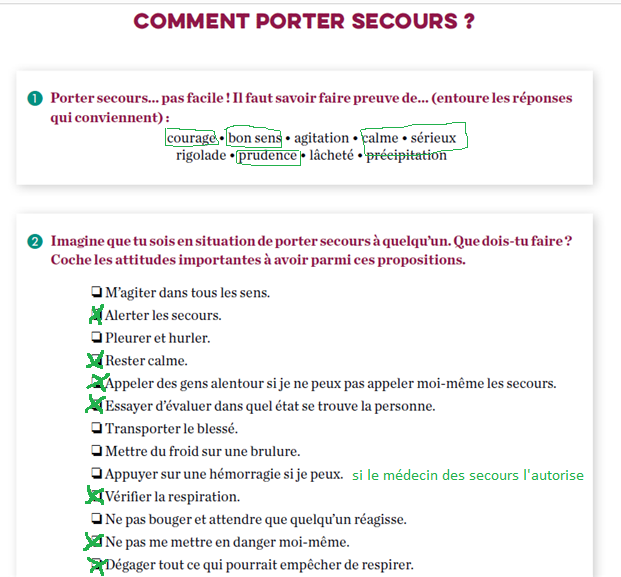 COMMENT PORTER SECOURS ?
1 Porter secours... pas facile ! Il faut savoir faire preuve de... (entoure les réponses
qui conviennent) :
courage • bon sens • agitation • calme • sérieux
rigolade • prudence • lâcheté • précipitation
2 Imagine que tu sois en situation de porter secours à quelqu'un. Que dois-tu faire ?
Coche les attitudes importantes à avoir parmi ces propositions.
M'agiter dans tous les sens.
Alerter les secours.
Pleurer et hurler.
Rester calme.
Appeler des gens alentour si je ne peux pas appeler moi-même les secours.
Essayer d'évaluer dans quel état se trouve la personne.
Transporter le blessé.
Mettre du froid sur une brulure.
Appuyer sur une hémorragie si je peux. si le médecin des secours l'autorise
Vérifier la respiration.
Ne pas bouger et attendre que quelqu'un réagisse.
Ne pas me mettre en danger moi-même.
Dégager tout ce qui pourrait empêcher de respirer.